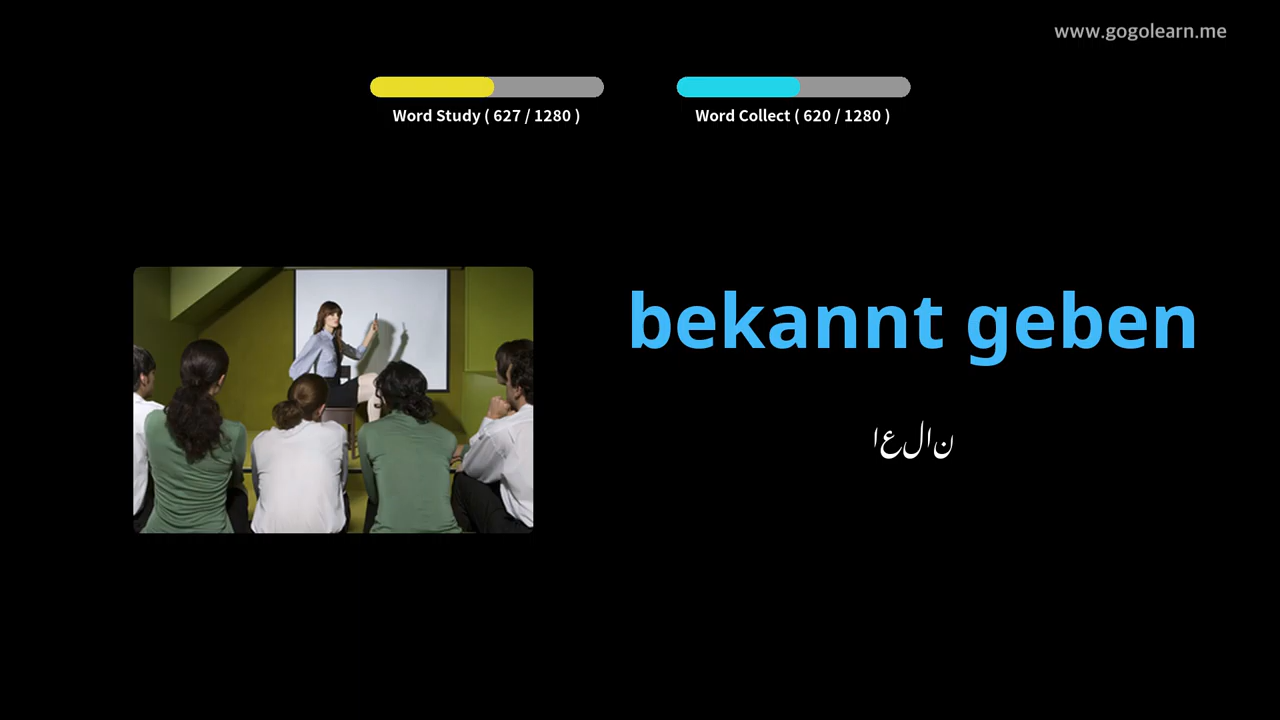 www.gogolearn.me
Word Study ( 627 / 1280 )
Word Collect ( 620 / 1280 )
bekannt geben
اعلان